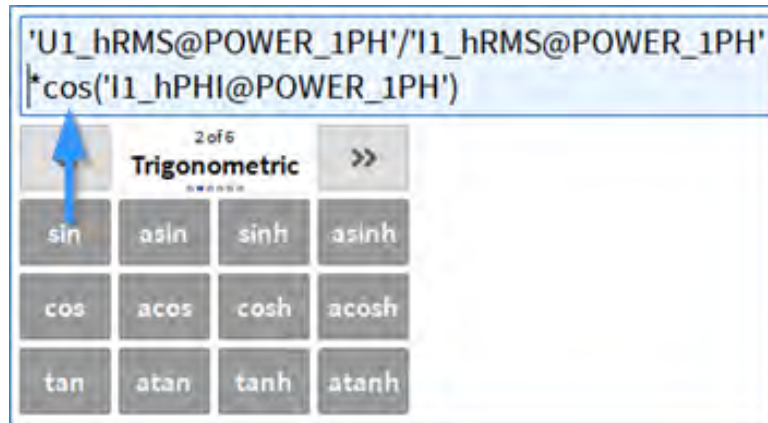 'U1_hRMS@POWER_1PH'/'I1_hRMS@POWER_1PH'
*cos('I1_hPHI@POWER_1PH')
2 of 6
Trigonometric
>>
sin asin sinh asinh
cos acos cosh acosh
tan atan tanh atanh